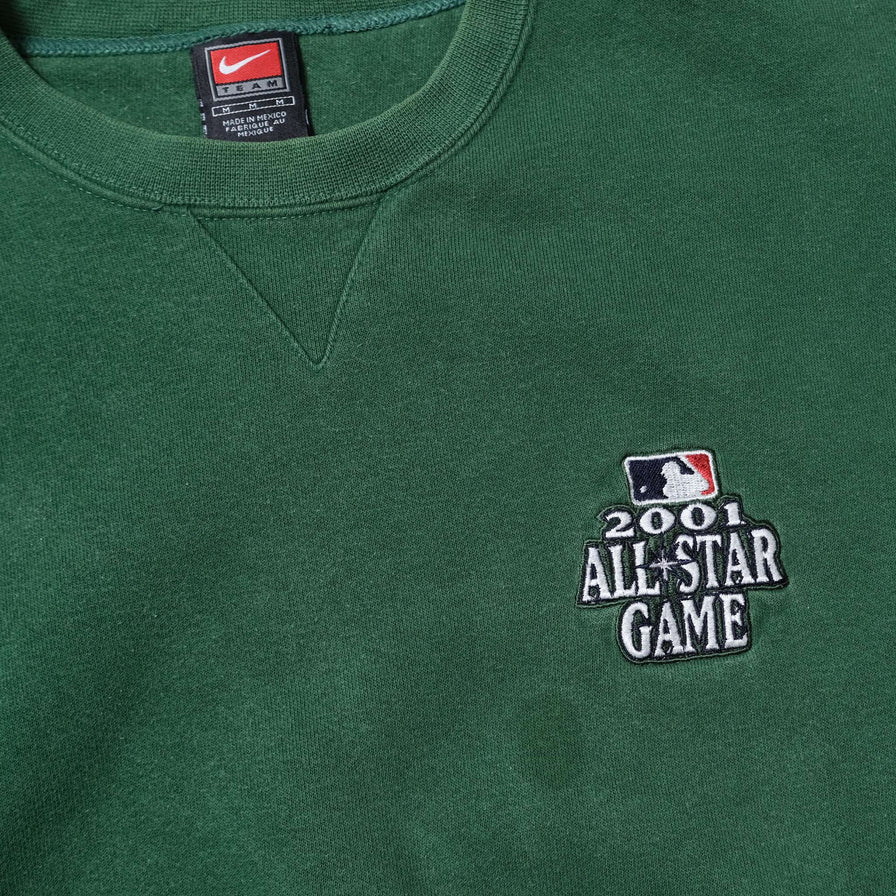 TEAM
M M M
MADE IN MEXICO
FABRIQUE AU
MEXIQUE
2001
ALL STAR
GAME